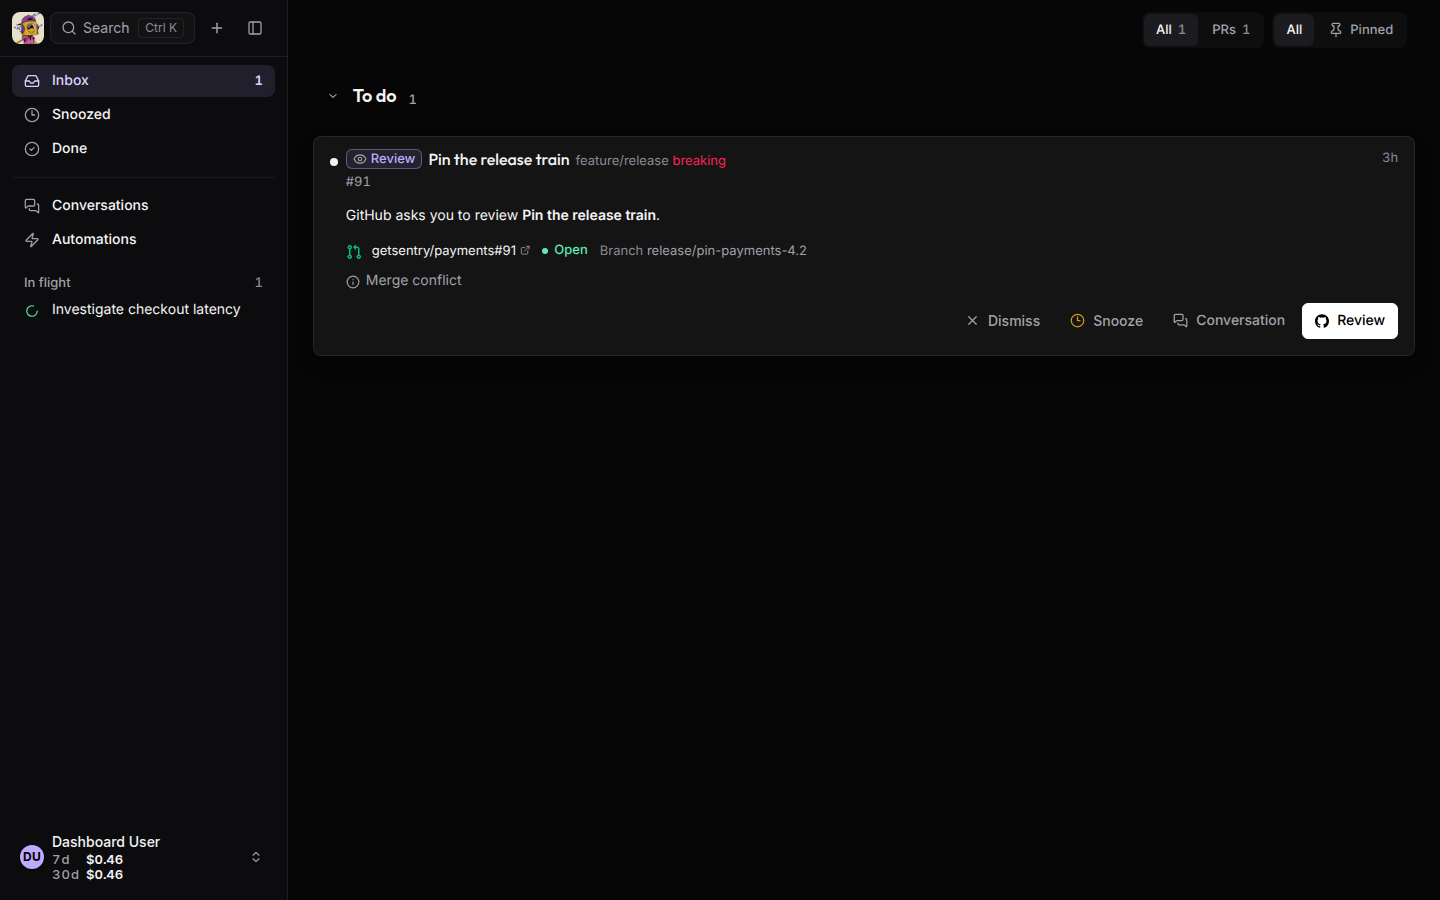 Search Ctrl K
All 1 PRs 1 All Pinned
Inbox 1
Snoozed
Done
Conversations
Automations
In flight 1
Investigate checkout latency
To do 1
Review Pin the release train feature/release breaking 3h
#91
GitHub asks you to review Pin the release train.
getsentry/payments#91 Open Branch release/pin-payments-4.2
Merge conflict
Dismiss Snooze Conversation Review
DU Dashboard User
7d $0.46
30d $0.46